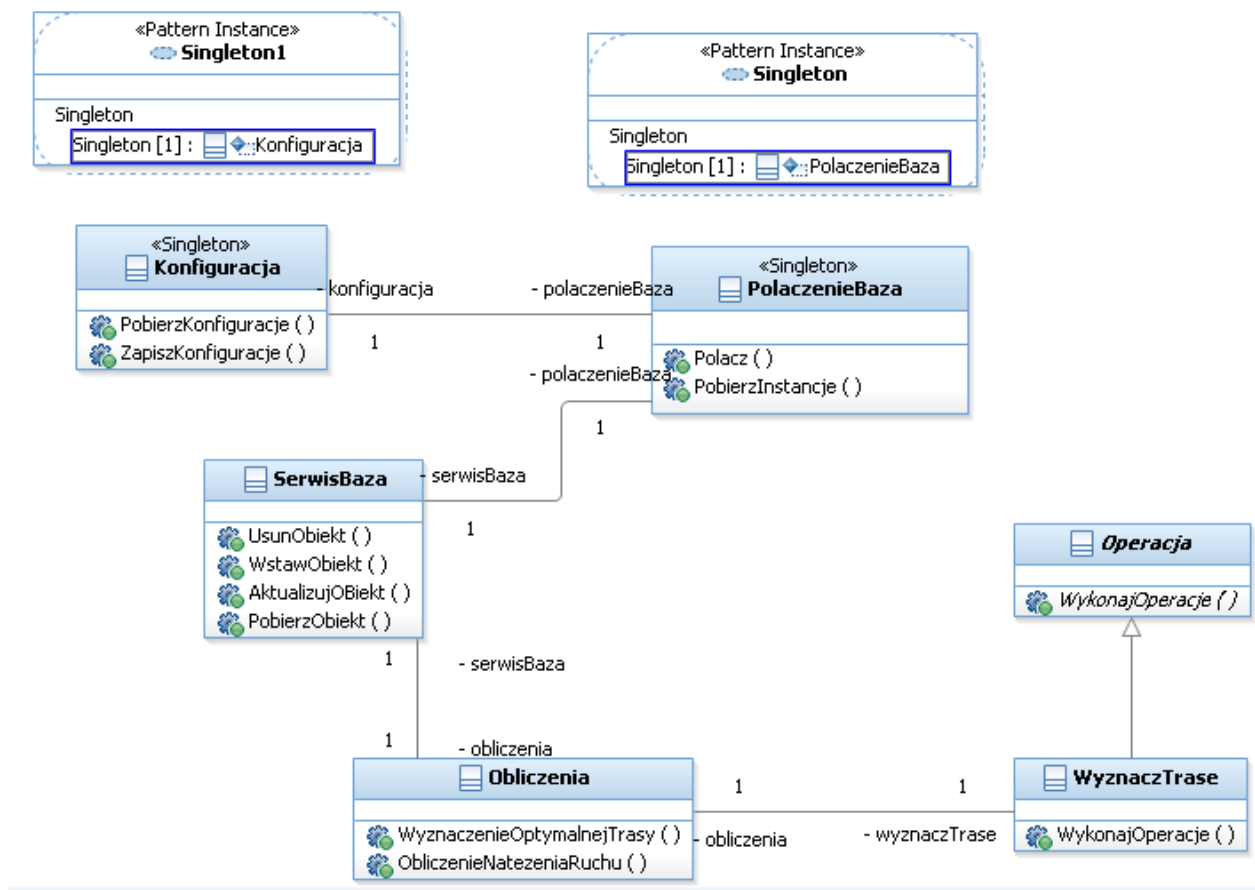 «Pattern Instance»
Singleton1
Singleton
Singleton [1] : Konfiguracja
«Pattern Instance»
Singleton
Singleton
Singleton [1] : PolaczenieBaza
«Singleton»
Konfiguracja
PobierzKonfiguracje ( )
ZapiszKonfiguracje ( )
- konfiguracja
1
- polaczenieBaza
1
«Singleton»
PolaczenieBaza
Polacz ( )
PobierzInstancje ( )
- polaczenieBaza
1
SerwisBaza
UsunObiekt ( )
WstawObiekt ( )
AktualizujOBiekt ( )
PobierzObiekt ( )
- serwisBaza
1
Operacja
WykonajOperacje ( )
1
- serwisBaza
1
- obliczenia
Obliczenia
WyznaczenieOptymalnejTrasy ( )
ObliczenieNatezeniaRuchu ( )
1
- obliczenia
1
- wyznaczTrase
WyznaczTrase
WykonajOperacje ( )